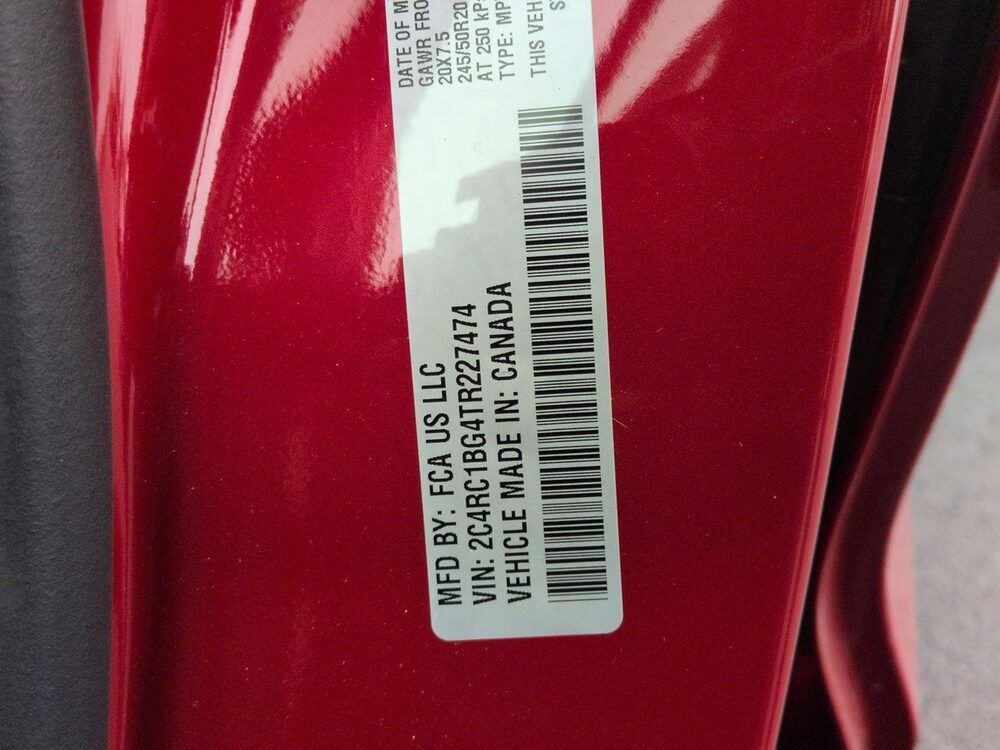 MFD BY: FCA US LLC
VIN: 2C4RC1BG4TR227474
VEHICLE MADE IN: CANADA
DATE OF M
GAWR FRO
20X7.5
245/50R20
AT 250 KP
TYPE: MP
THIS VEH